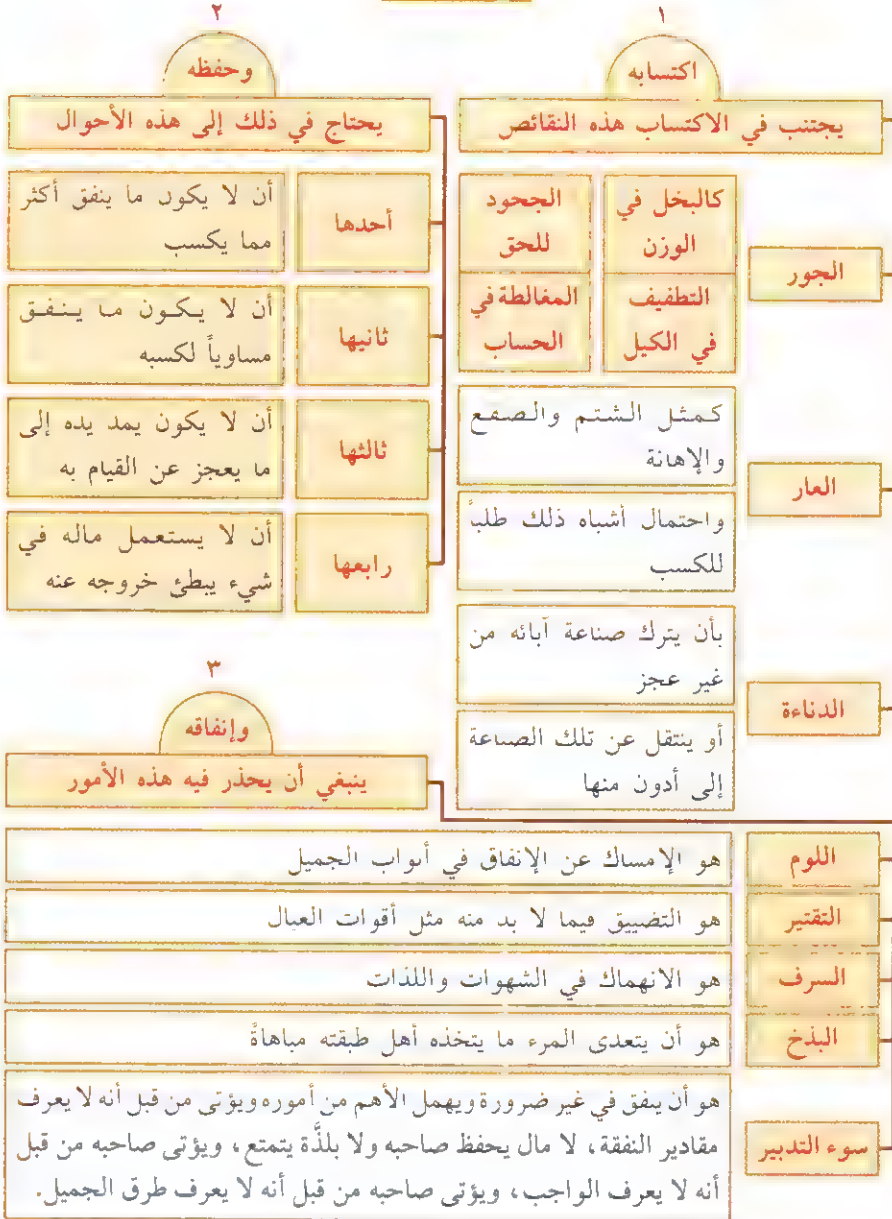 ١
اكتسابه
يجتنب في الاكتساب هذه النقائص
الجور
كالبخل في
الوزن
الجحود
للحق
التطفيف
في الكيل
المغالطة في
الحساب
العار
كمثل الشتم والصفع
والإهانة
واحتمال أشباه ذلك طلباً
للكسب
الدناءة
بأن يترك صناعة آبائه من
غير عجز
أو ينتقل عن تلك الصناعة
إلى أدون منها
٢
وحفظه
يحتاج في ذلك إلى هذه الأحوال
أحدها
أن لا يكون ما ينفق أكثر
مما يكسب
ثانيها
أن لا يكون ما ينفق
مساوياً لكسبه
ثالثها
أن لا يكون يمد يده إلى
ما يعجز عن القيام به
رابعها
أن لا يستعمل ماله في
شيء يبطئ خروجه عنه
٣
وإنفاقه
ينبغي أن يحذر فيه هذه الأمور
اللوم
هو الإمساك عن الإنفاق في أبواب الجميل
التقتير
هو التضييق فيما لا بد منه مثل أقوات العيال
السرف
هو الانهماك في الشهوات واللذات
البذخ
هو أن يتعدى المرء ما يتخذه أهل طبقته مباهاةً
سوء التدبير
هو أن ينفق في غير ضرورة ويهمل الأهم من أموره ويؤتى من قبل أنه لا يعرف
مقادير النفقة، لا مال يحفظ صاحبه ولا بلذَّة يتمتع، ويؤتى صاحبه من قبل
أنه لا يعرف الواجب، ويؤتى صاحبه من قبل أنه لا يعرف طرق الجميل.